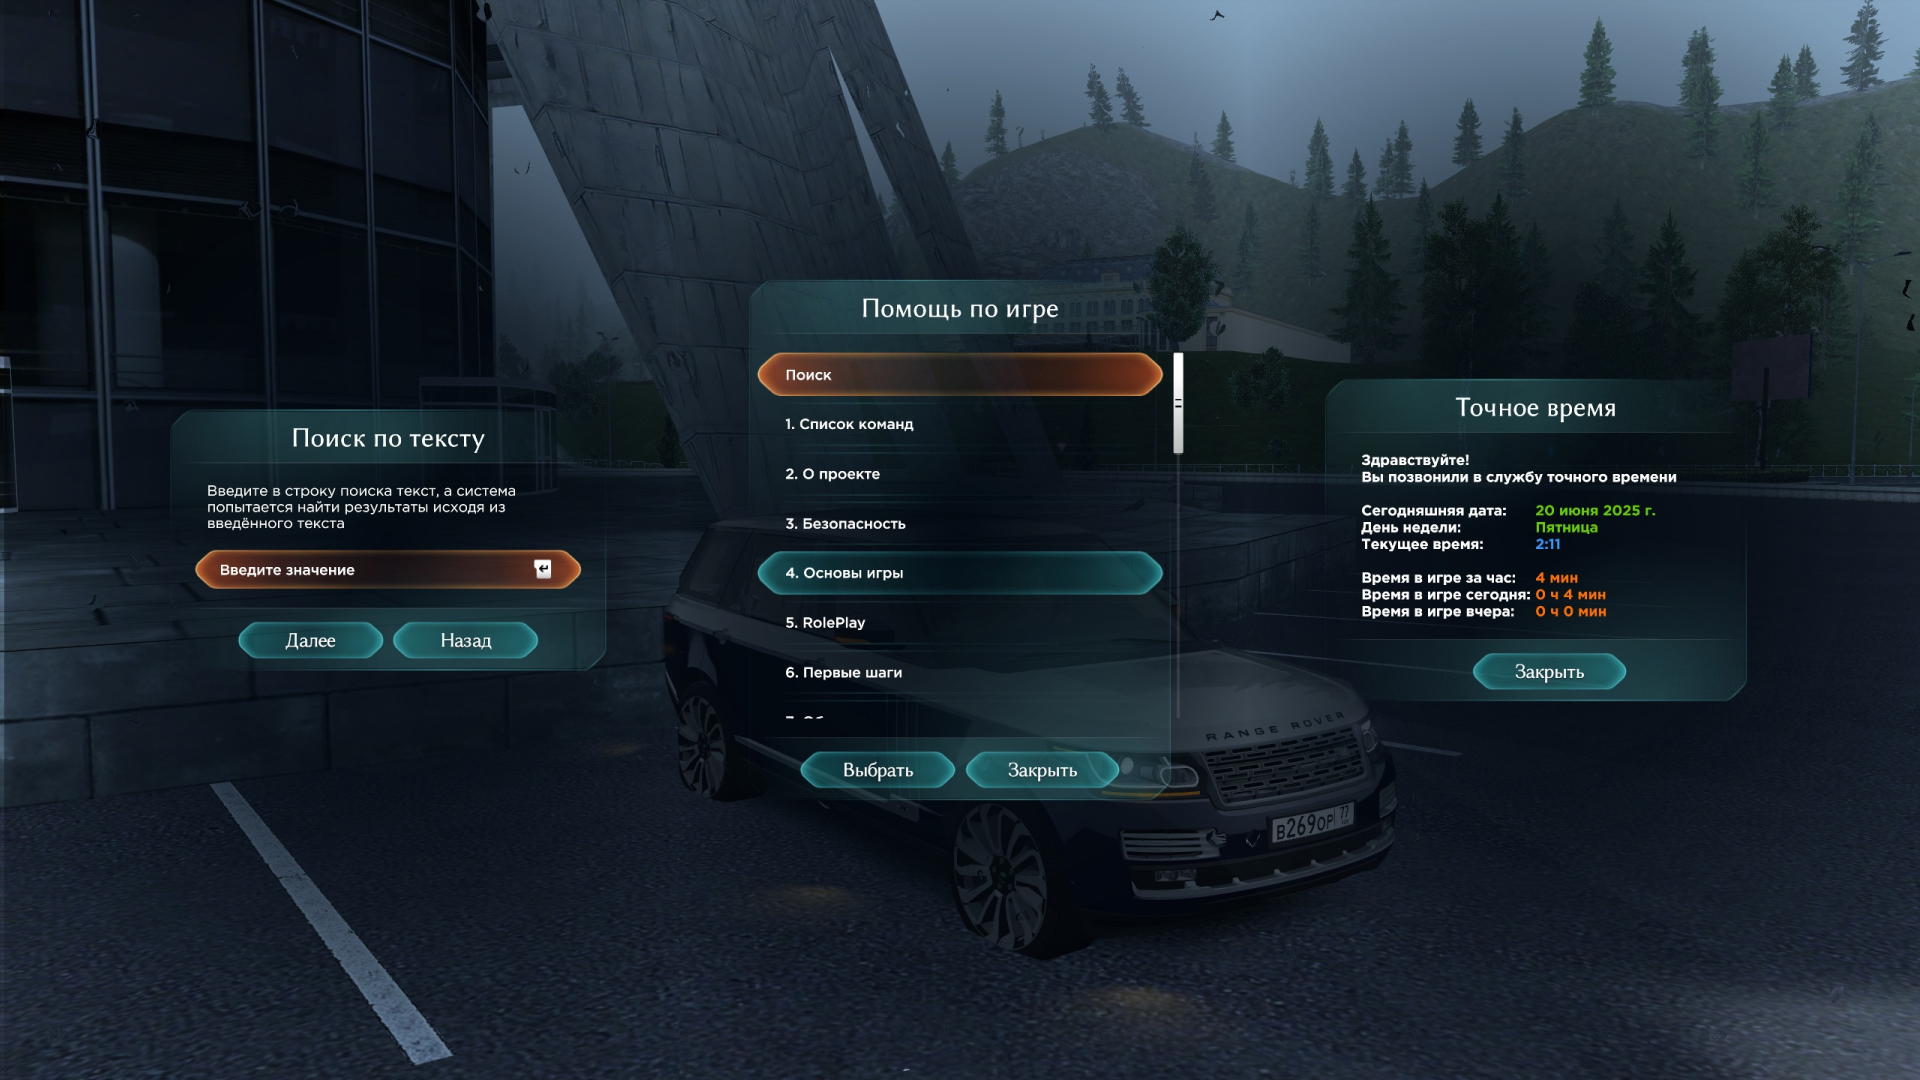 Поиск по тексту
Введите в строку поиска текст, а система
попытается найти результаты исходя из
введённого текста
Введите значение
Далее
Назад
Помощь по игре
Поиск
1. Список команд
2. О проекте
3. Безопасность
4. Основы игры
5. RolePlay
6. Первые шаги
Выбрать
Закрыть
Точное время
Здравствуйте!
Вы позвонили в службу точного времени
Сегодняшняя дата: 20 июня 2025 г.
День недели: Пятница
Текущее время: 2:11
Время в игре за час: 4 мин
Время в игре сегодня: 0 ч 4 мин
Время в игре вчера: 0 ч 0 мин
Закрыть
RANGE ROVER
В269ОР 77